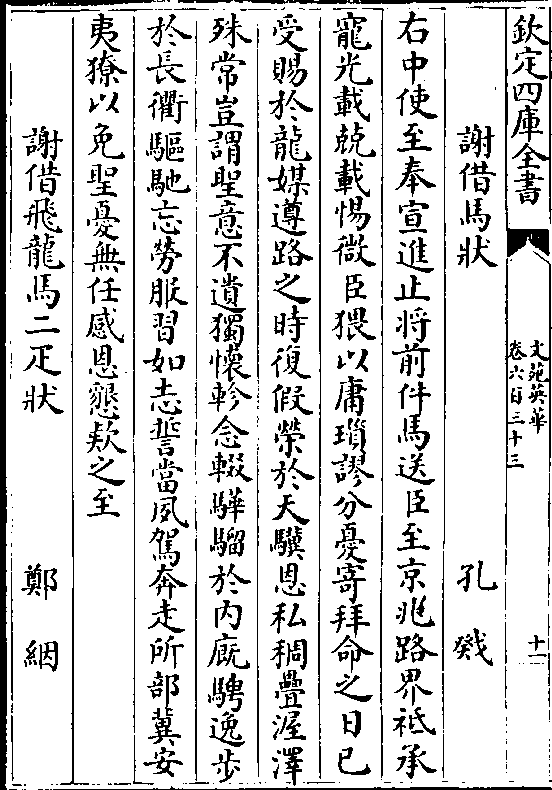 欽定四庫全書
文苑英華
卷六百三十三
十一
謝借馬狀 孔戣
右中使至奉宣進止將前件馬送臣至京兆路界祗承
寵光載兢載惕微臣猥以庸瑣謬分憂寄拜命之日已
受賜於龍媒遵路之時復假榮於天驥恩私稠疊渥澤
殊常豈謂聖意不遺獨懷軫念輟驊騮於内廐騁逸步
於長衢驅馳忘勞服習如志誓當夙駕奔走所部冀安
夷獠以免聖憂無任感恩懇款之至
謝借飛龍馬二疋狀 鄭絪